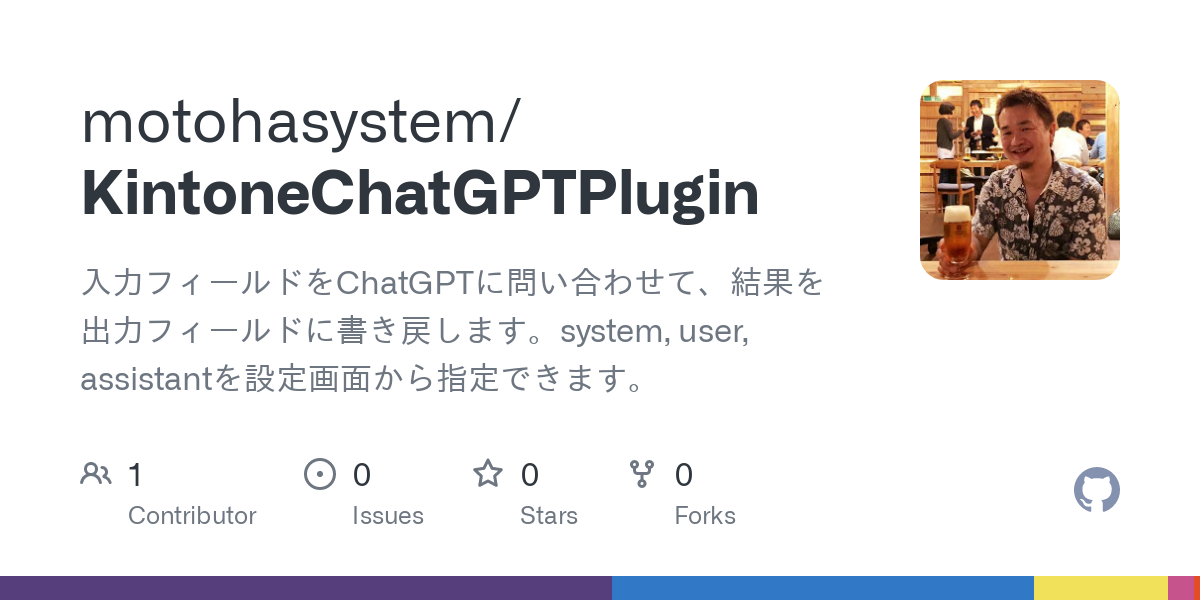 motohasystem/
KintoneChatGPTPlugin
入力フィールドをChatGPTに問い合わせて、結果を
出力フィールドに書き戻します。system, user,
assistantを設定画面から指定できます。
1 0 0 0
Contributor Issues Stars Forks